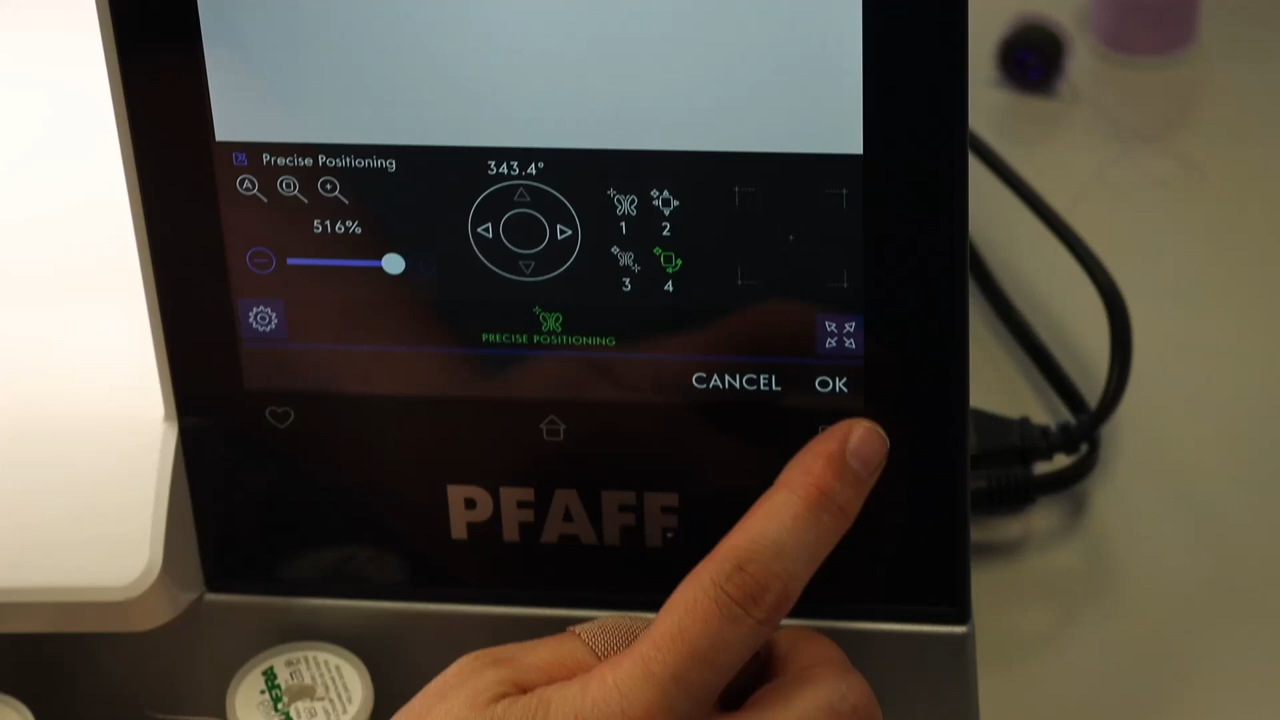 Precise Positioning
343.4°
A
516%
1 2
3 4
PRECISE POSITIONING
CANCEL OK
PFAFF